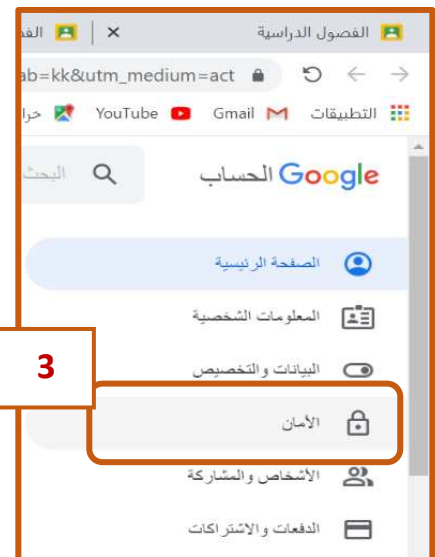 الفصول الدراسية
ab=kk&utm_medium=act
التطبيقات Gmail YouTube
Google الحساب
البحث
الصفحة الرئيسية
المعلومات الشخصية
البيانات والتخصيص
3
الأمان
الأشخاص والمشاركة
الدفعات والاشتراكات